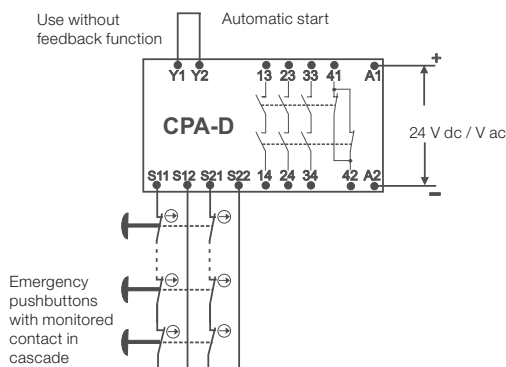 Use without
feedback function
Automatic start
Y1 Y2 13 23 33 41 A1
+
CPA-D
24 V dc / V ac
S11 S12 S21 S22 14 24 34 42 A2
−
Emergency
pushbuttons
with monitored
contact in
cascade